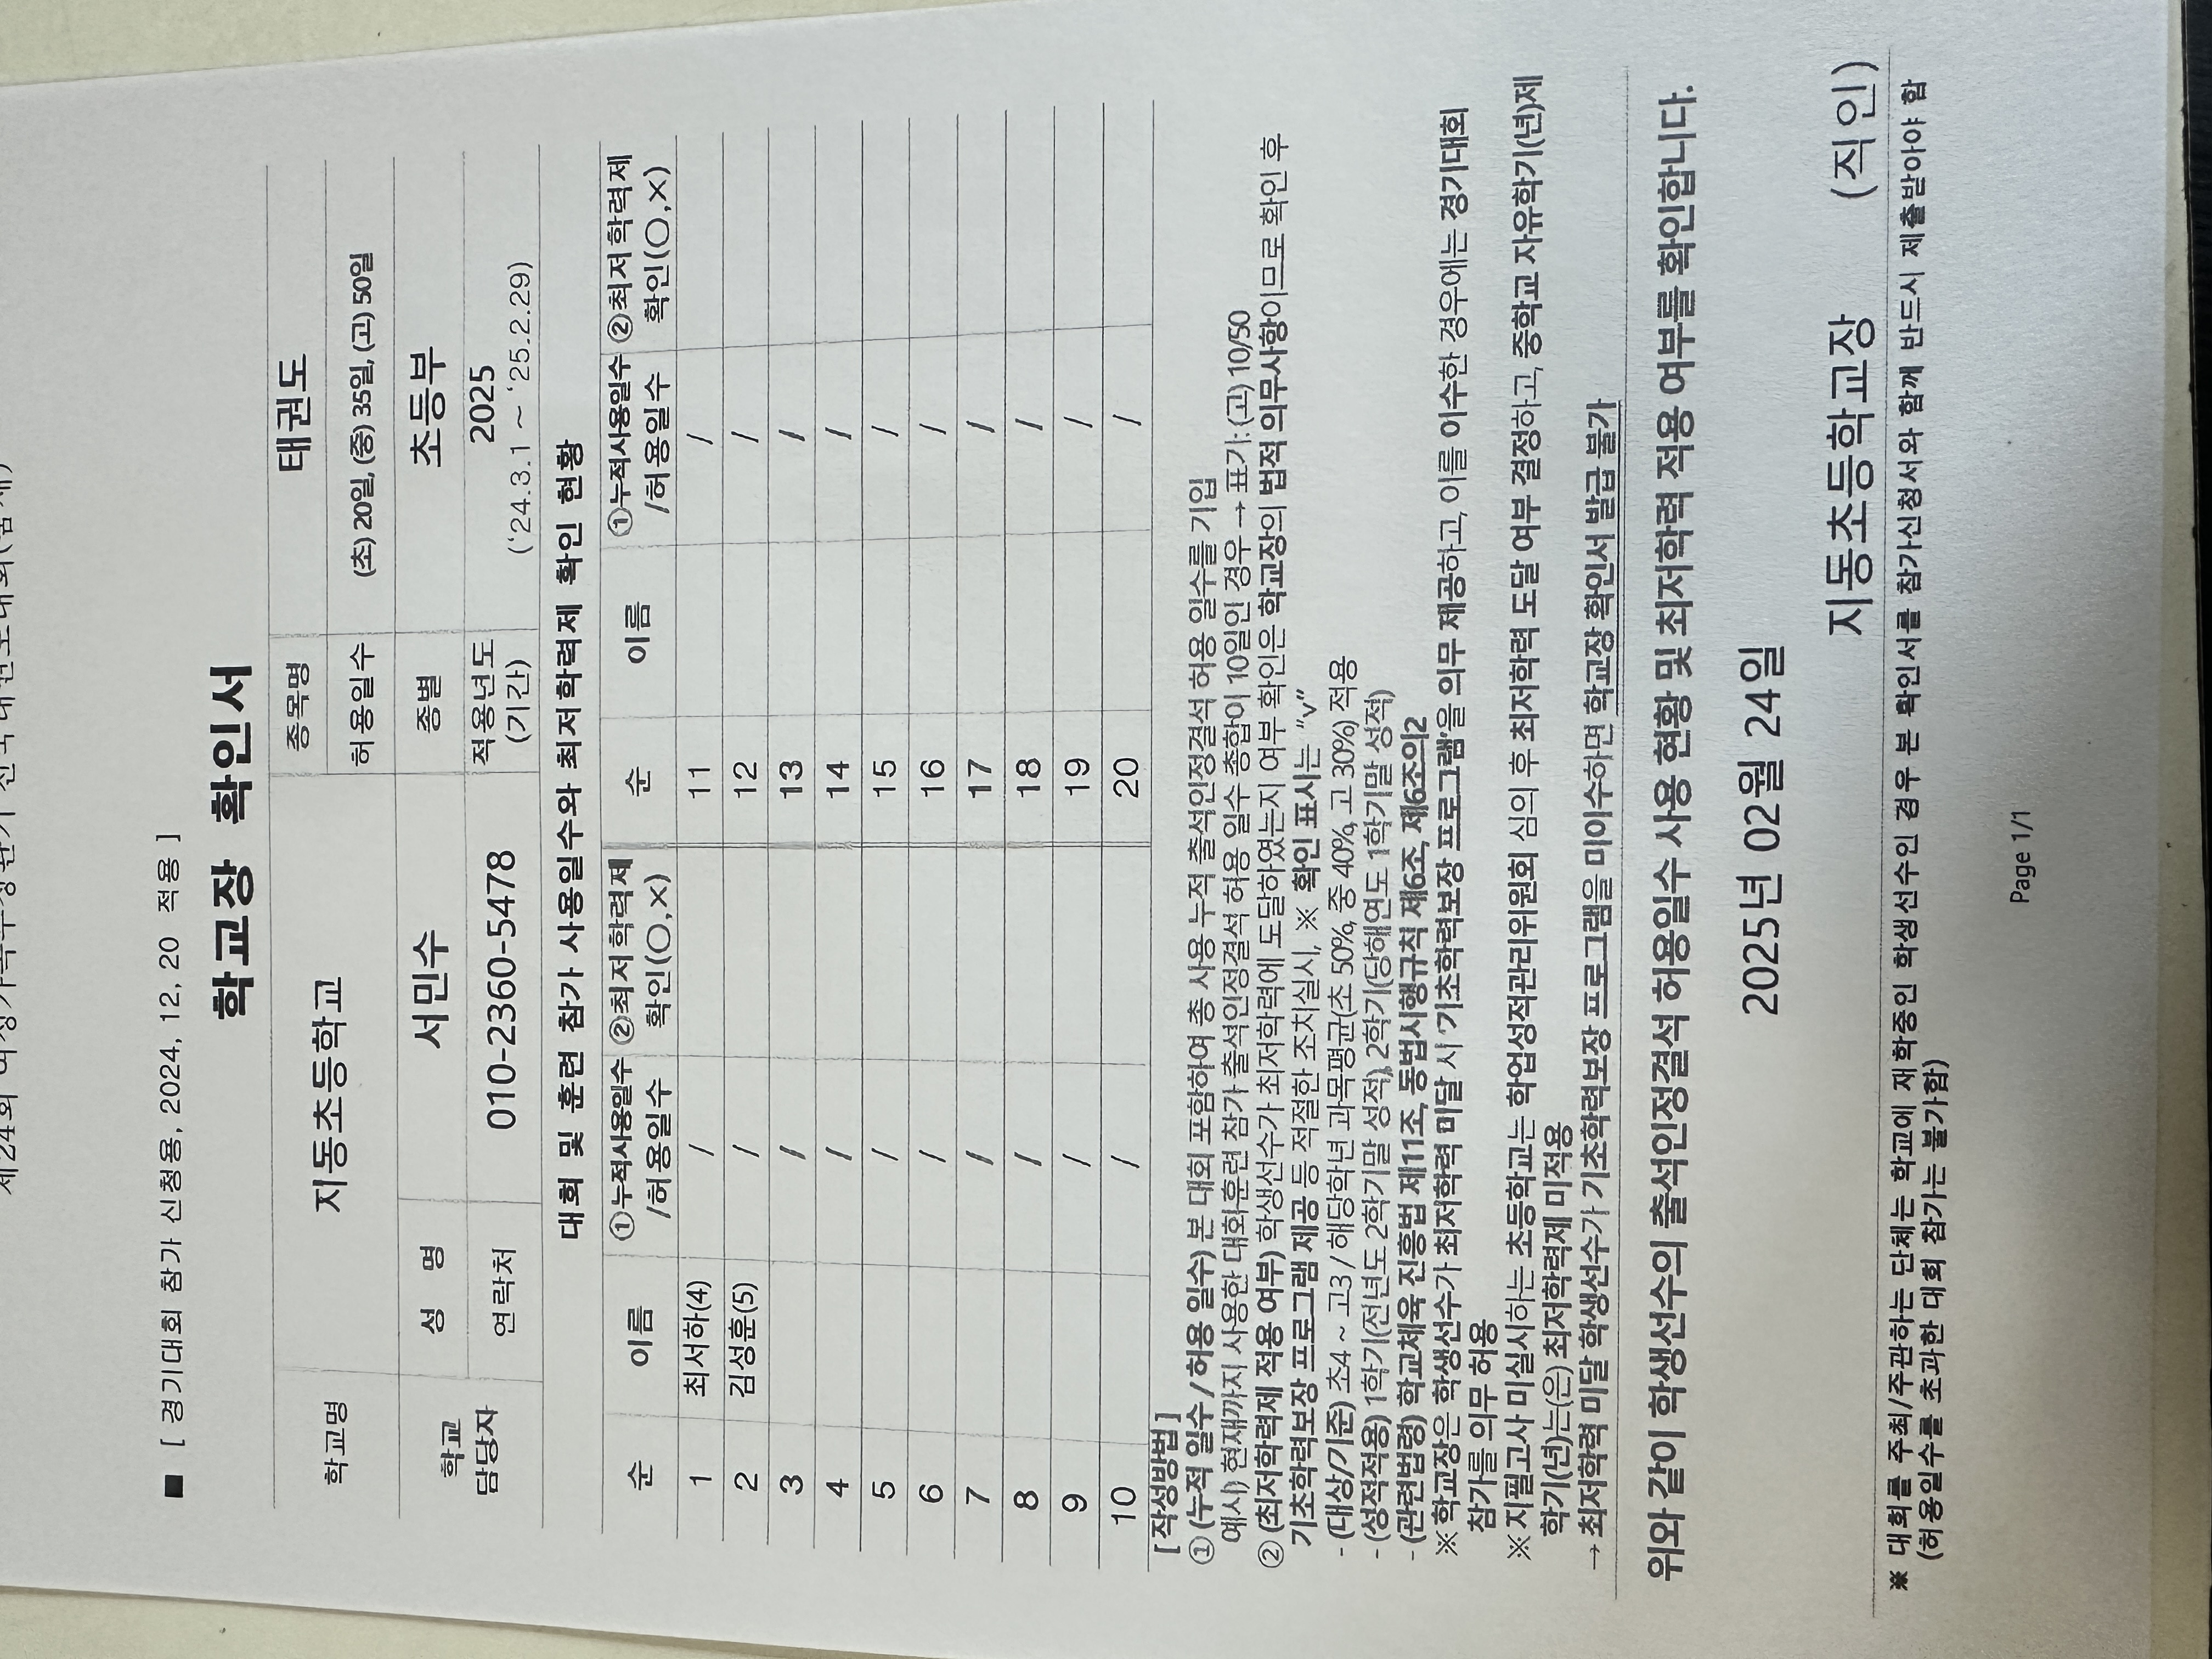 ■ [ 경기대회 참가 신청용, 2024, 12, 20 적용 ]
학교장 확인서
학교명 지동초등학교 종목명 태권도
허용일수 (초) 20일, (중) 35일, (고) 50일
학교 담당자 성 명 서민수 종별 초등부
연락처 010-2360-5478 적용년도 (기간) 2025 (‘24.3.1 ~ ‘25.2.29)
대회 및 훈련 참가 사용일수와 최저학력제 확인 현황
순 이름 ①누적사용일수 /허용일수 ②최저학력제 확인(○,×) 순 이름 ①누적사용일수 /허용일수 ②최저학력제 확인(○,×)
1 최서하(4) / 11 /
2 김성훈(5) / 12 /
3 / 13 /
4 / 14 /
5 / 15 /
6 / 16 /
7 / 17 /
8 / 18 /
9 / 19 /
10 / 20 /
[ 작성방법 ]
① (누적 일수 / 허용 일수) 본 대회 포함하여 총 사용 누적 출석인정결석 허용 일수를 기입
예시) 현재까지 사용한 대회훈련 참가 출석인정결석 허용 일수 총합이 10일인 경우 → 표기: (고) 10/50
② (최저학력제 적용 여부) 학생선수가 최저학력에 도달하였는지 여부 확인은 학교장의 법적 의무사항이므로 확인 후
기초학력보장 프로그램 제공 등 적절한 조치실시, ※ 확인 표시는 “v”
- (대상/기준) 초4 ~ 고3 / 해당학년 과목평균(초 50%, 중 40%, 고 30%) 적용
- (성적적용) 1학기(전년도 2학기말 성적), 2학기(당해연도 1학기말 성적)
- (관련법령) 학교체육 진흥법 제11조, 동법시행규칙 제6조, 제6조의2
※ 학교장은 학생선수가 최저학력 미달 시 '기초학력보장 프로그램'을 의무 제공하고, 이를 이수한 경우에는 경기대회
참가를 의무 허용
※ 지필고사 미실시하는 초등학교는 학업성적관리위원회 심의 후 최저학력 도달 여부 결정하고, 중학교 자유학기(년)제
학기(년)는(은) 최저학력제 미적용
→ 최저학력 미달 학생선수가 기초학력보장 프로그램을 미이수하면 학교장 확인서 발급 불가
위와 같이 학생선수의 출석인정결석 허용일수 사용 현황 및 최저학력 적용 여부를 확인합니다.
2025년 02월 24일
지동초등학교장 (직인)
※ 대회를 주최/주관하는 단체는 학교에 재학중인 학생선수인 경우 본 확인서를 참가신청서와 함께 반드시 제출받아야 함
(허용일수를 초과한 대회 참가는 불가함)
Page 1/1